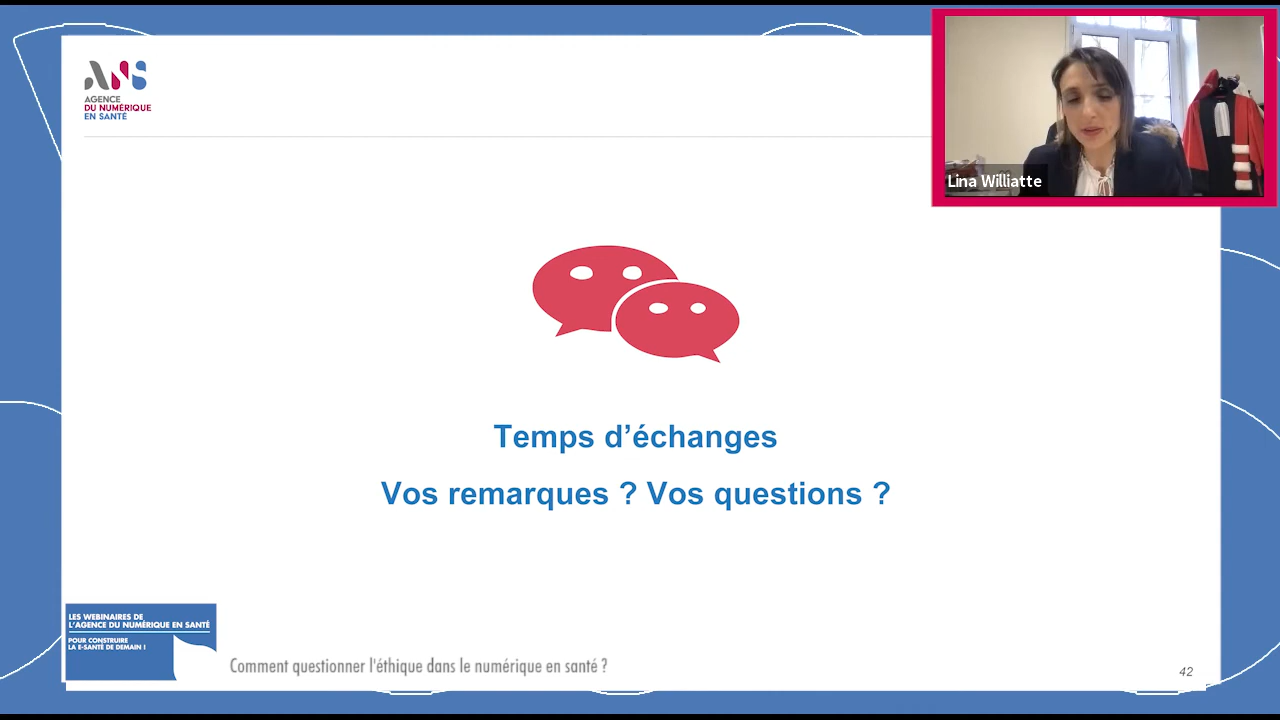 ANS
AGENCE
DU NUMÉRIQUE
EN SANTÉ
Lina Williatte
Temps d’échanges
Vos remarques ? Vos questions ?
LES WEBINAIRES DE
L'AGENCE DU NUMÉRIQUE EN SANTÉ
POUR CONSTRUIRE
LA E-SANTÉ DE DEMAIN !
Comment questionner l'éthique dans le numérique en santé ?
42